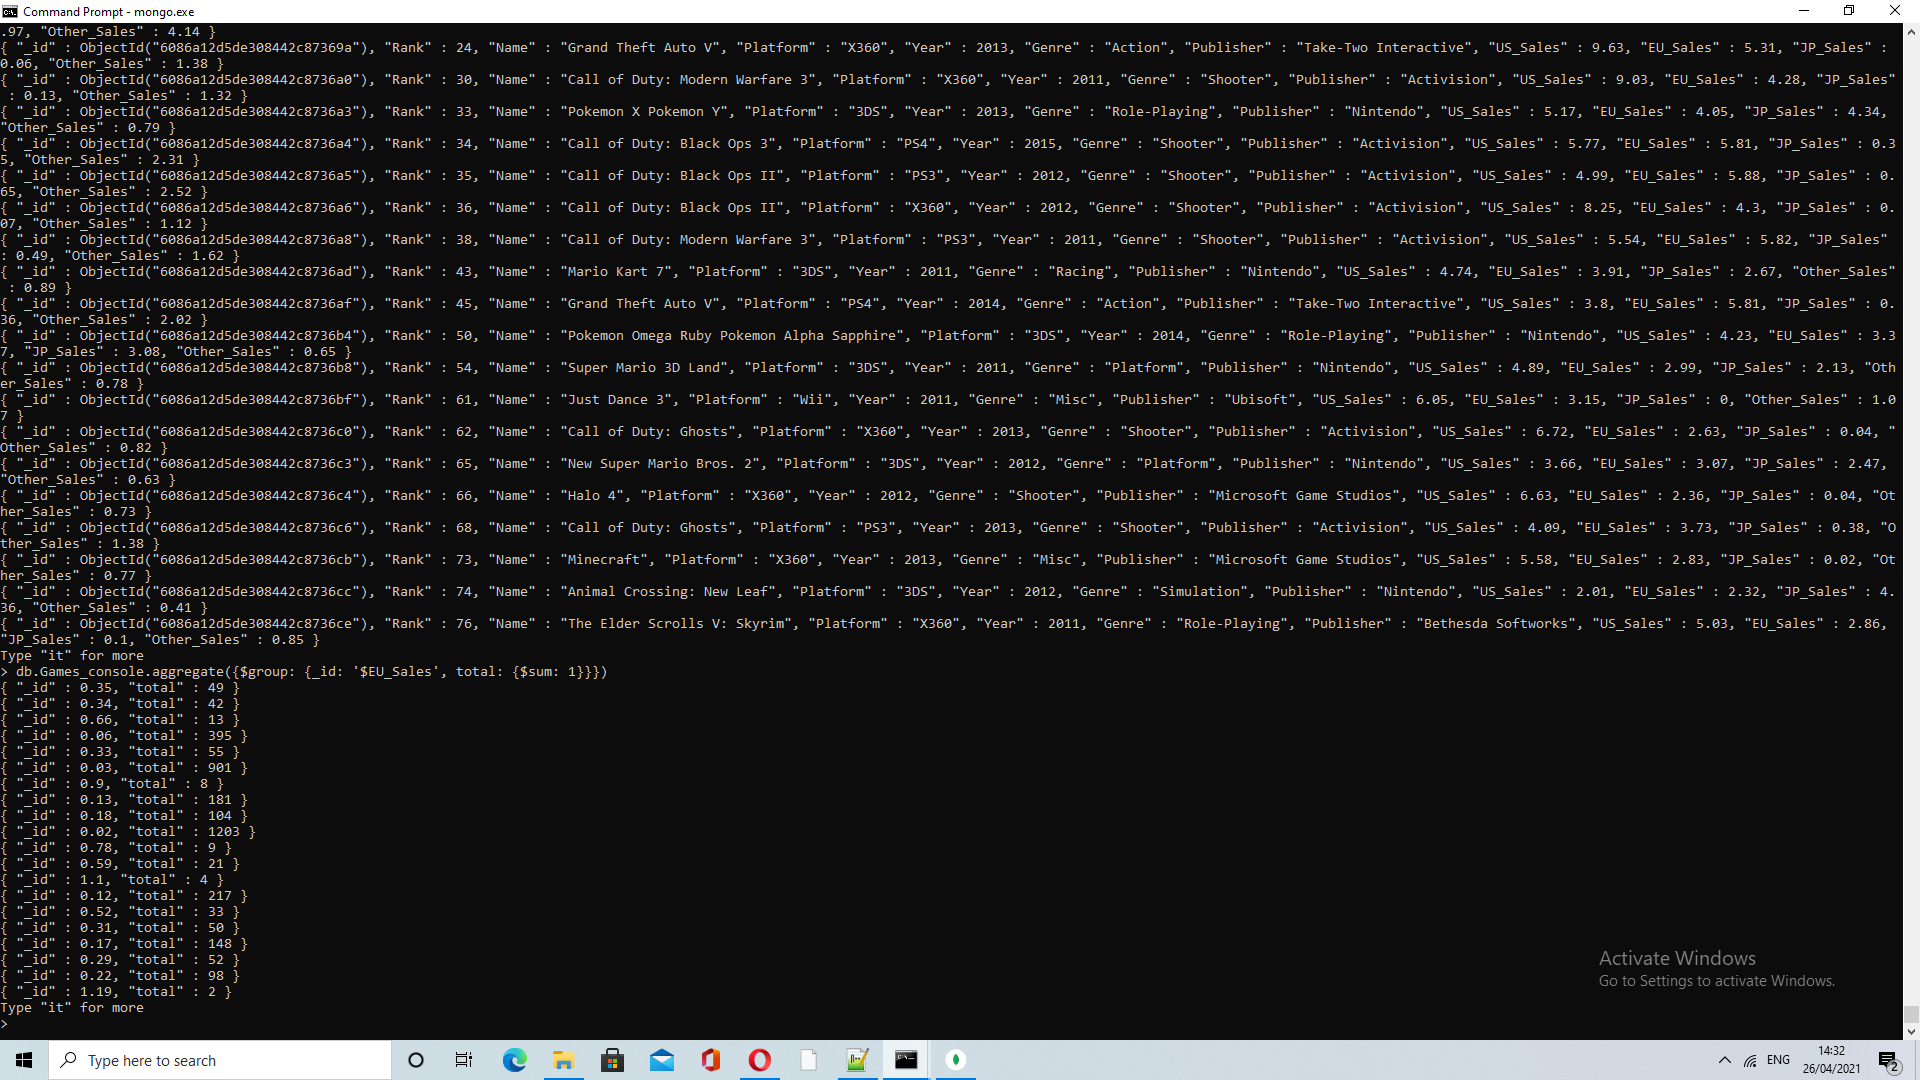 Command Prompt - mongo.exe
.97, "Other_Sales" : 4.14 }
{ "_id" : ObjectId("6086a12d5de308442c87369a"), "Rank" : 24, "Name" : "Grand Theft Auto V", "Platform" : "X360", "Year" : 2013, "Genre" : "Action", "Publisher" : "Take-Two Interactive", "US_Sales" : 9.63, "EU_Sales" : 5.31, "JP_Sales" :
0.06, "Other_Sales" : 1.38 }
{ "_id" : ObjectId("6086a12d5de308442c8736a0"), "Rank" : 30, "Name" : "Call of Duty: Modern Warfare 3", "Platform" : "X360", "Year" : 2011, "Genre" : "Shooter", "Publisher" : "Activision", "US_Sales" : 9.03, "EU_Sales" : 4.28, "JP_Sales"
: 0.13, "Other_Sales" : 1.32 }
{ "_id" : ObjectId("6086a12d5de308442c8736a3"), "Rank" : 33, "Name" : "Pokemon X Pokemon Y", "Platform" : "3DS", "Year" : 2013, "Genre" : "Role-Playing", "Publisher" : "Nintendo", "US_Sales" : 5.17, "EU_Sales" : 4.05, "JP_Sales" : 4.34,
"Other_Sales" : 0.79 }
{ "_id" : ObjectId("6086a12d5de308442c8736a4"), "Rank" : 34, "Name" : "Call of Duty: Black Ops 3", "Platform" : "PS4", "Year" : 2015, "Genre" : "Shooter", "Publisher" : "Activision", "US_Sales" : 5.77, "EU_Sales" : 5.81, "JP_Sales" : 0.3
5, "Other_Sales" : 2.31 }
{ "_id" : ObjectId("6086a12d5de308442c8736a5"), "Rank" : 35, "Name" : "Call of Duty: Black Ops II", "Platform" : "PS3", "Year" : 2012, "Genre" : "Shooter", "Publisher" : "Activision", "US_Sales" : 4.99, "EU_Sales" : 5.88, "JP_Sales" : 0.
65, "Other_Sales" : 2.52 }
{ "_id" : ObjectId("6086a12d5de308442c8736a6"), "Rank" : 36, "Name" : "Call of Duty: Black Ops II", "Platform" : "X360", "Year" : 2012, "Genre" : "Shooter", "Publisher" : "Activision", "US_Sales" : 8.25, "EU_Sales" : 4.3, "JP_Sales" : 0.
07, "Other_Sales" : 1.12 }
{ "_id" : ObjectId("6086a12d5de308442c8736a8"), "Rank" : 38, "Name" : "Call of Duty: Modern Warfare 3", "Platform" : "PS3", "Year" : 2011, "Genre" : "Shooter", "Publisher" : "Activision", "US_Sales" : 5.54, "EU_Sales" : 5.82, "JP_Sales"
: 0.49, "Other_Sales" : 1.62 }
{ "_id" : ObjectId("6086a12d5de308442c8736ad"), "Rank" : 43, "Name" : "Mario Kart 7", "Platform" : "3DS", "Year" : 2011, "Genre" : "Racing", "Publisher" : "Nintendo", "US_Sales" : 4.74, "EU_Sales" : 3.91, "JP_Sales" : 2.67, "Other_Sales"
: 0.89 }
{ "_id" : ObjectId("6086a12d5de308442c8736af"), "Rank" : 45, "Name" : "Grand Theft Auto V", "Platform" : "PS4", "Year" : 2014, "Genre" : "Action", "Publisher" : "Take-Two Interactive", "US_Sales" : 3.8, "EU_Sales" : 5.81, "JP_Sales" : 0.
36, "Other_Sales" : 2.02 }
{ "_id" : ObjectId("6086a12d5de308442c8736b4"), "Rank" : 50, "Name" : "Pokemon Omega Ruby Pokemon Alpha Sapphire", "Platform" : "3DS", "Year" : 2014, "Genre" : "Role-Playing", "Publisher" : "Nintendo", "US_Sales" : 4.23, "EU_Sales" : 3.3
7, "JP_Sales" : 3.08, "Other_Sales" : 0.65 }
{ "_id" : ObjectId("6086a12d5de308442c8736b8"), "Rank" : 54, "Name" : "Super Mario 3D Land", "Platform" : "3DS", "Year" : 2011, "Genre" : "Platform", "Publisher" : "Nintendo", "US_Sales" : 4.89, "EU_Sales" : 2.99, "JP_Sales" : 2.13, "Oth
er_Sales" : 0.78 }
{ "_id" : ObjectId("6086a12d5de308442c8736bf"), "Rank" : 61, "Name" : "Just Dance 3", "Platform" : "Wii", "Year" : 2011, "Genre" : "Misc", "Publisher" : "Ubisoft", "US_Sales" : 6.05, "EU_Sales" : 3.15, "JP_Sales" : 0, "Other_Sales" : 1.0
7 }
{ "_id" : ObjectId("6086a12d5de308442c8736c0"), "Rank" : 62, "Name" : "Call of Duty: Ghosts", "Platform" : "X360", "Year" : 2013, "Genre" : "Shooter", "Publisher" : "Activision", "US_Sales" : 6.72, "EU_Sales" : 2.63, "JP_Sales" : 0.04, "
Other_Sales" : 0.82 }
{ "_id" : ObjectId("6086a12d5de308442c8736c3"), "Rank" : 65, "Name" : "New Super Mario Bros. 2", "Platform" : "3DS", "Year" : 2012, "Genre" : "Platform", "Publisher" : "Nintendo", "US_Sales" : 3.66, "EU_Sales" : 3.07, "JP_Sales" : 2.47,
"Other_Sales" : 0.63 }
{ "_id" : ObjectId("6086a12d5de308442c8736c4"), "Rank" : 66, "Name" : "Halo 4", "Platform" : "X360", "Year" : 2012, "Genre" : "Shooter", "Publisher" : "Microsoft Game Studios", "US_Sales" : 6.63, "EU_Sales" : 2.36, "JP_Sales" : 0.04, "Ot
her_Sales" : 0.73 }
{ "_id" : ObjectId("6086a12d5de308442c8736c6"), "Rank" : 68, "Name" : "Call of Duty: Ghosts", "Platform" : "PS3", "Year" : 2013, "Genre" : "Shooter", "Publisher" : "Activision", "US_Sales" : 4.09, "EU_Sales" : 3.73, "JP_Sales" : 0.38, "O
ther_Sales" : 1.38 }
{ "_id" : ObjectId("6086a12d5de308442c8736cb"), "Rank" : 73, "Name" : "Minecraft", "Platform" : "X360", "Year" : 2013, "Genre" : "Misc", "Publisher" : "Microsoft Game Studios", "US_Sales" : 5.58, "EU_Sales" : 2.83, "JP_Sales" : 0.02, "Ot
her_Sales" : 0.77 }
{ "_id" : ObjectId("6086a12d5de308442c8736cc"), "Rank" : 74, "Name" : "Animal Crossing: New Leaf", "Platform" : "3DS", "Year" : 2012, "Genre" : "Simulation", "Publisher" : "Nintendo", "US_Sales" : 2.01, "EU_Sales" : 2.32, "JP_Sales" : 4.
36, "Other_Sales" : 0.41 }
{ "_id" : ObjectId("6086a12d5de308442c8736ce"), "Rank" : 76, "Name" : "The Elder Scrolls V: Skyrim", "Platform" : "X360", "Year" : 2011, "Genre" : "Role-Playing", "Publisher" : "Bethesda Softworks", "US_Sales" : 5.03, "EU_Sales" : 2.86,
"JP_Sales" : 0.1, "Other_Sales" : 0.85 }
Type "it" for more
> db.Games_console.aggregate({$group: {_id: '$EU_Sales', total: {$sum: 1}}})
{ "_id" : 0.35, "total" : 49 }
{ "_id" : 0.34, "total" : 42 }
{ "_id" : 0.66, "total" : 13 }
{ "_id" : 0.06, "total" : 395 }
{ "_id" : 0.33, "total" : 55 }
{ "_id" : 0.03, "total" : 901 }
{ "_id" : 0.9, "total" : 8 }
{ "_id" : 0.13, "total" : 181 }
{ "_id" : 0.18, "total" : 104 }
{ "_id" : 0.02, "total" : 1203 }
{ "_id" : 0.78, "total" : 9 }
{ "_id" : 0.59, "total" : 21 }
{ "_id" : 1.1, "total" : 4 }
{ "_id" : 0.12, "total" : 217 }
{ "_id" : 0.52, "total" : 33 }
{ "_id" : 0.31, "total" : 50 }
{ "_id" : 0.17, "total" : 148 }
{ "_id" : 0.29, "total" : 52 }
{ "_id" : 0.22, "total" : 98 }
{ "_id" : 1.19, "total" : 2 }
Type "it" for more
>
Activate Windows
Go to Settings to activate Windows.
Type here to search
ENG
14:32
26/04/2021
2